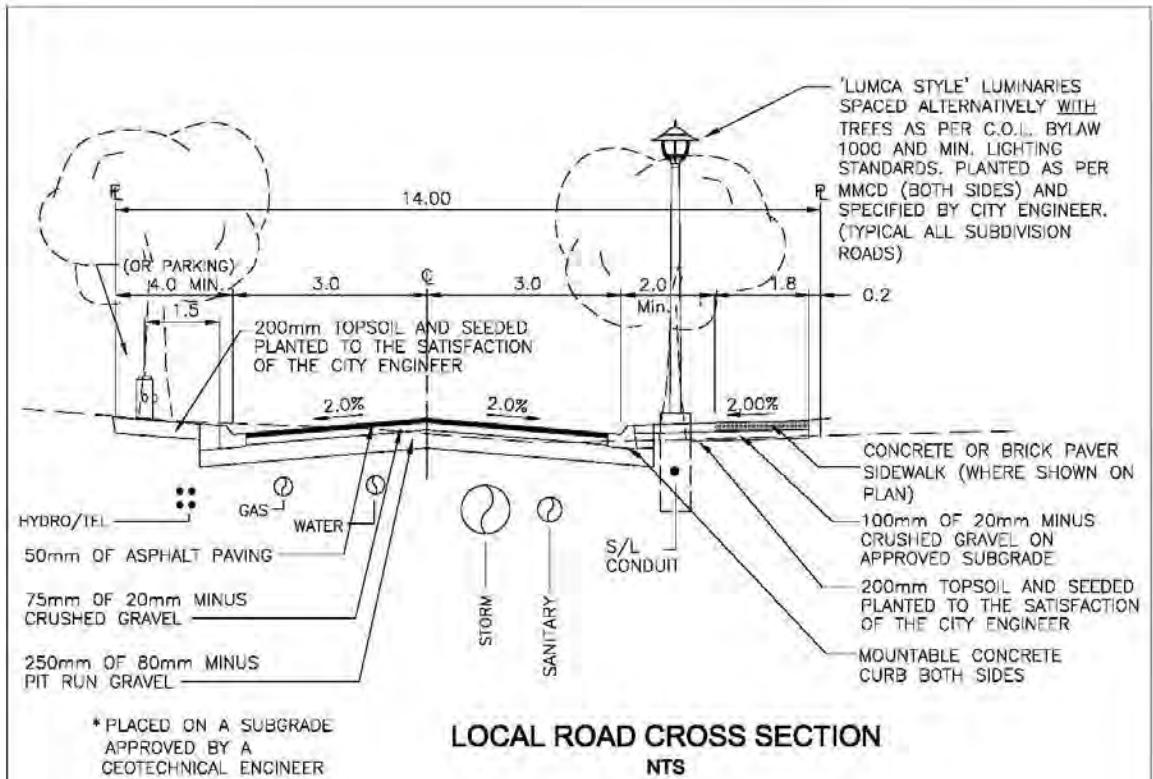 'LUMCA STYLE' LUMINARIES
SPACED ALTERNATIVELY WITH
TREES AS PER C.O.L. BYLAW
1000 AND MIN. LIGHTING
STANDARDS. PLANTED AS PER
MMCD (BOTH SIDES) AND
SPECIFIED BY CITY ENGINEER.
(TYPICAL ALL SUBDIVISION
ROADS)
PL
14.00
PL
(OR PARKING)
4.0 MIN.
3.0
CL
3.0
2.0
Min.
1.8
0.2
1.5
200mm TOPSOIL AND SEEDED
PLANTED TO THE SATISFACTION
OF THE CITY ENGINEER
2.0%
2.0%
2.00%
CONCRETE OR BRICK PAVER
SIDEWALK (WHERE SHOWN ON
PLAN)
HYDRO/TEL
GAS
WATER
STORM
SANITARY
S/L
CONDUIT
100mm OF 20mm MINUS
CRUSHED GRAVEL ON
APPROVED SUBGRADE
50mm OF ASPHALT PAVING
75mm OF 20mm MINUS
CRUSHED GRAVEL
200mm TOPSOIL AND SEEDED
PLANTED TO THE SATISFACTION
OF THE CITY ENGINEER
250mm OF 80mm MINUS
PIT RUN GRAVEL
MOUNTABLE CONCRETE
CURB BOTH SIDES
* PLACED ON A SUBGRADE
APPROVED BY A
GEOTECHNICAL ENGINEER
LOCAL ROAD CROSS SECTION
NTS